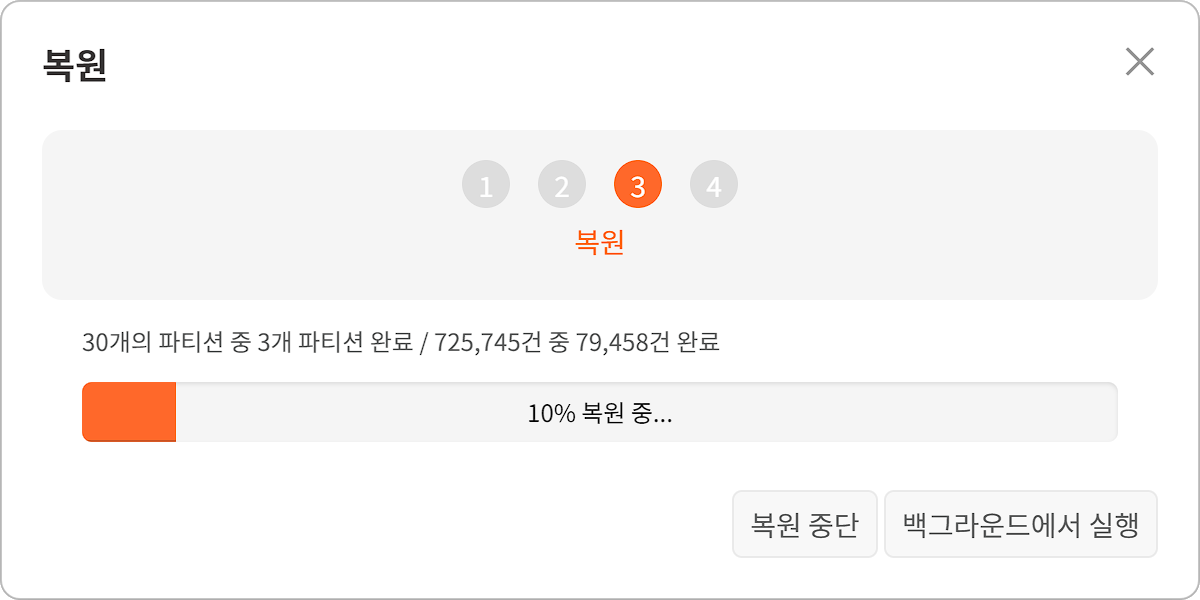 복원
1 2 3 4
복원
30개의 파티션 중 3개 파티션 완료 / 725,745건 중 79,458건 완료
10% 복원 중...
복원 중단 백그라운드에서 실행